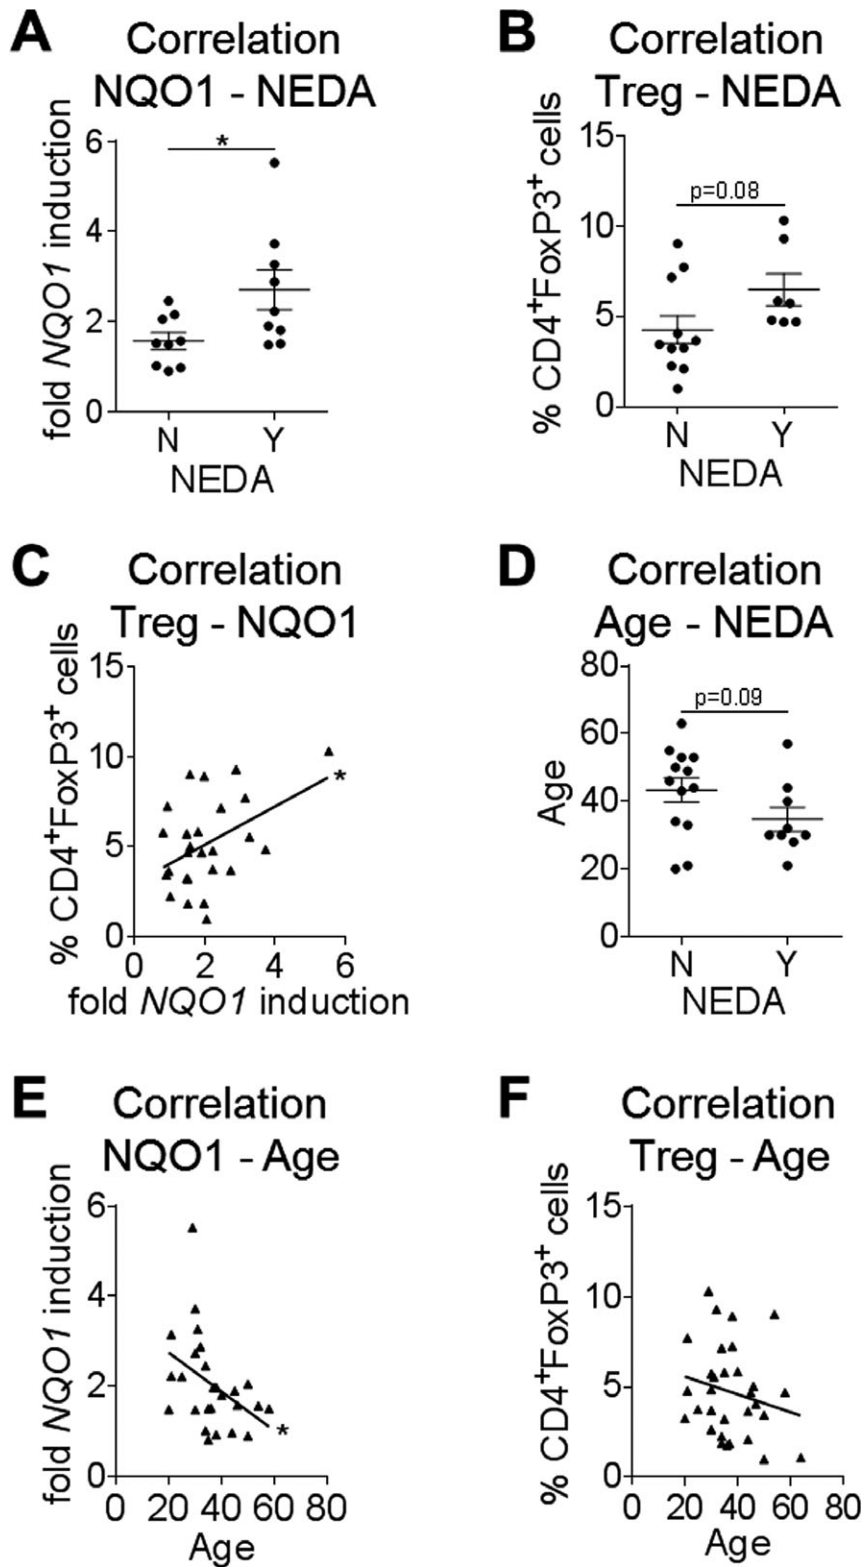 A
Correlation
NQO1 - NEDA
fold NQO1 induction
6
4
2
0
*
N
Y
NEDA
B
Correlation
Treg - NEDA
% CD4+FoxP3+ cells
15
10
5
0
p=0.08
N
Y
NEDA
C
Correlation
Treg - NQO1
% CD4+FoxP3+ cells
15
10
5
0
*
0 2 4 6
fold NQO1 induction
D
Correlation
Age - NEDA
Age
80
60
40
20
0
p=0.09
N
Y
NEDA
E
Correlation
NQO1 - Age
fold NQO1 induction
6
4
2
0
*
0 20 40 60 80
Age
F
Correlation
Treg - Age
% CD4+FoxP3+ cells
15
10
5
0
0 20 40 60 80
Age